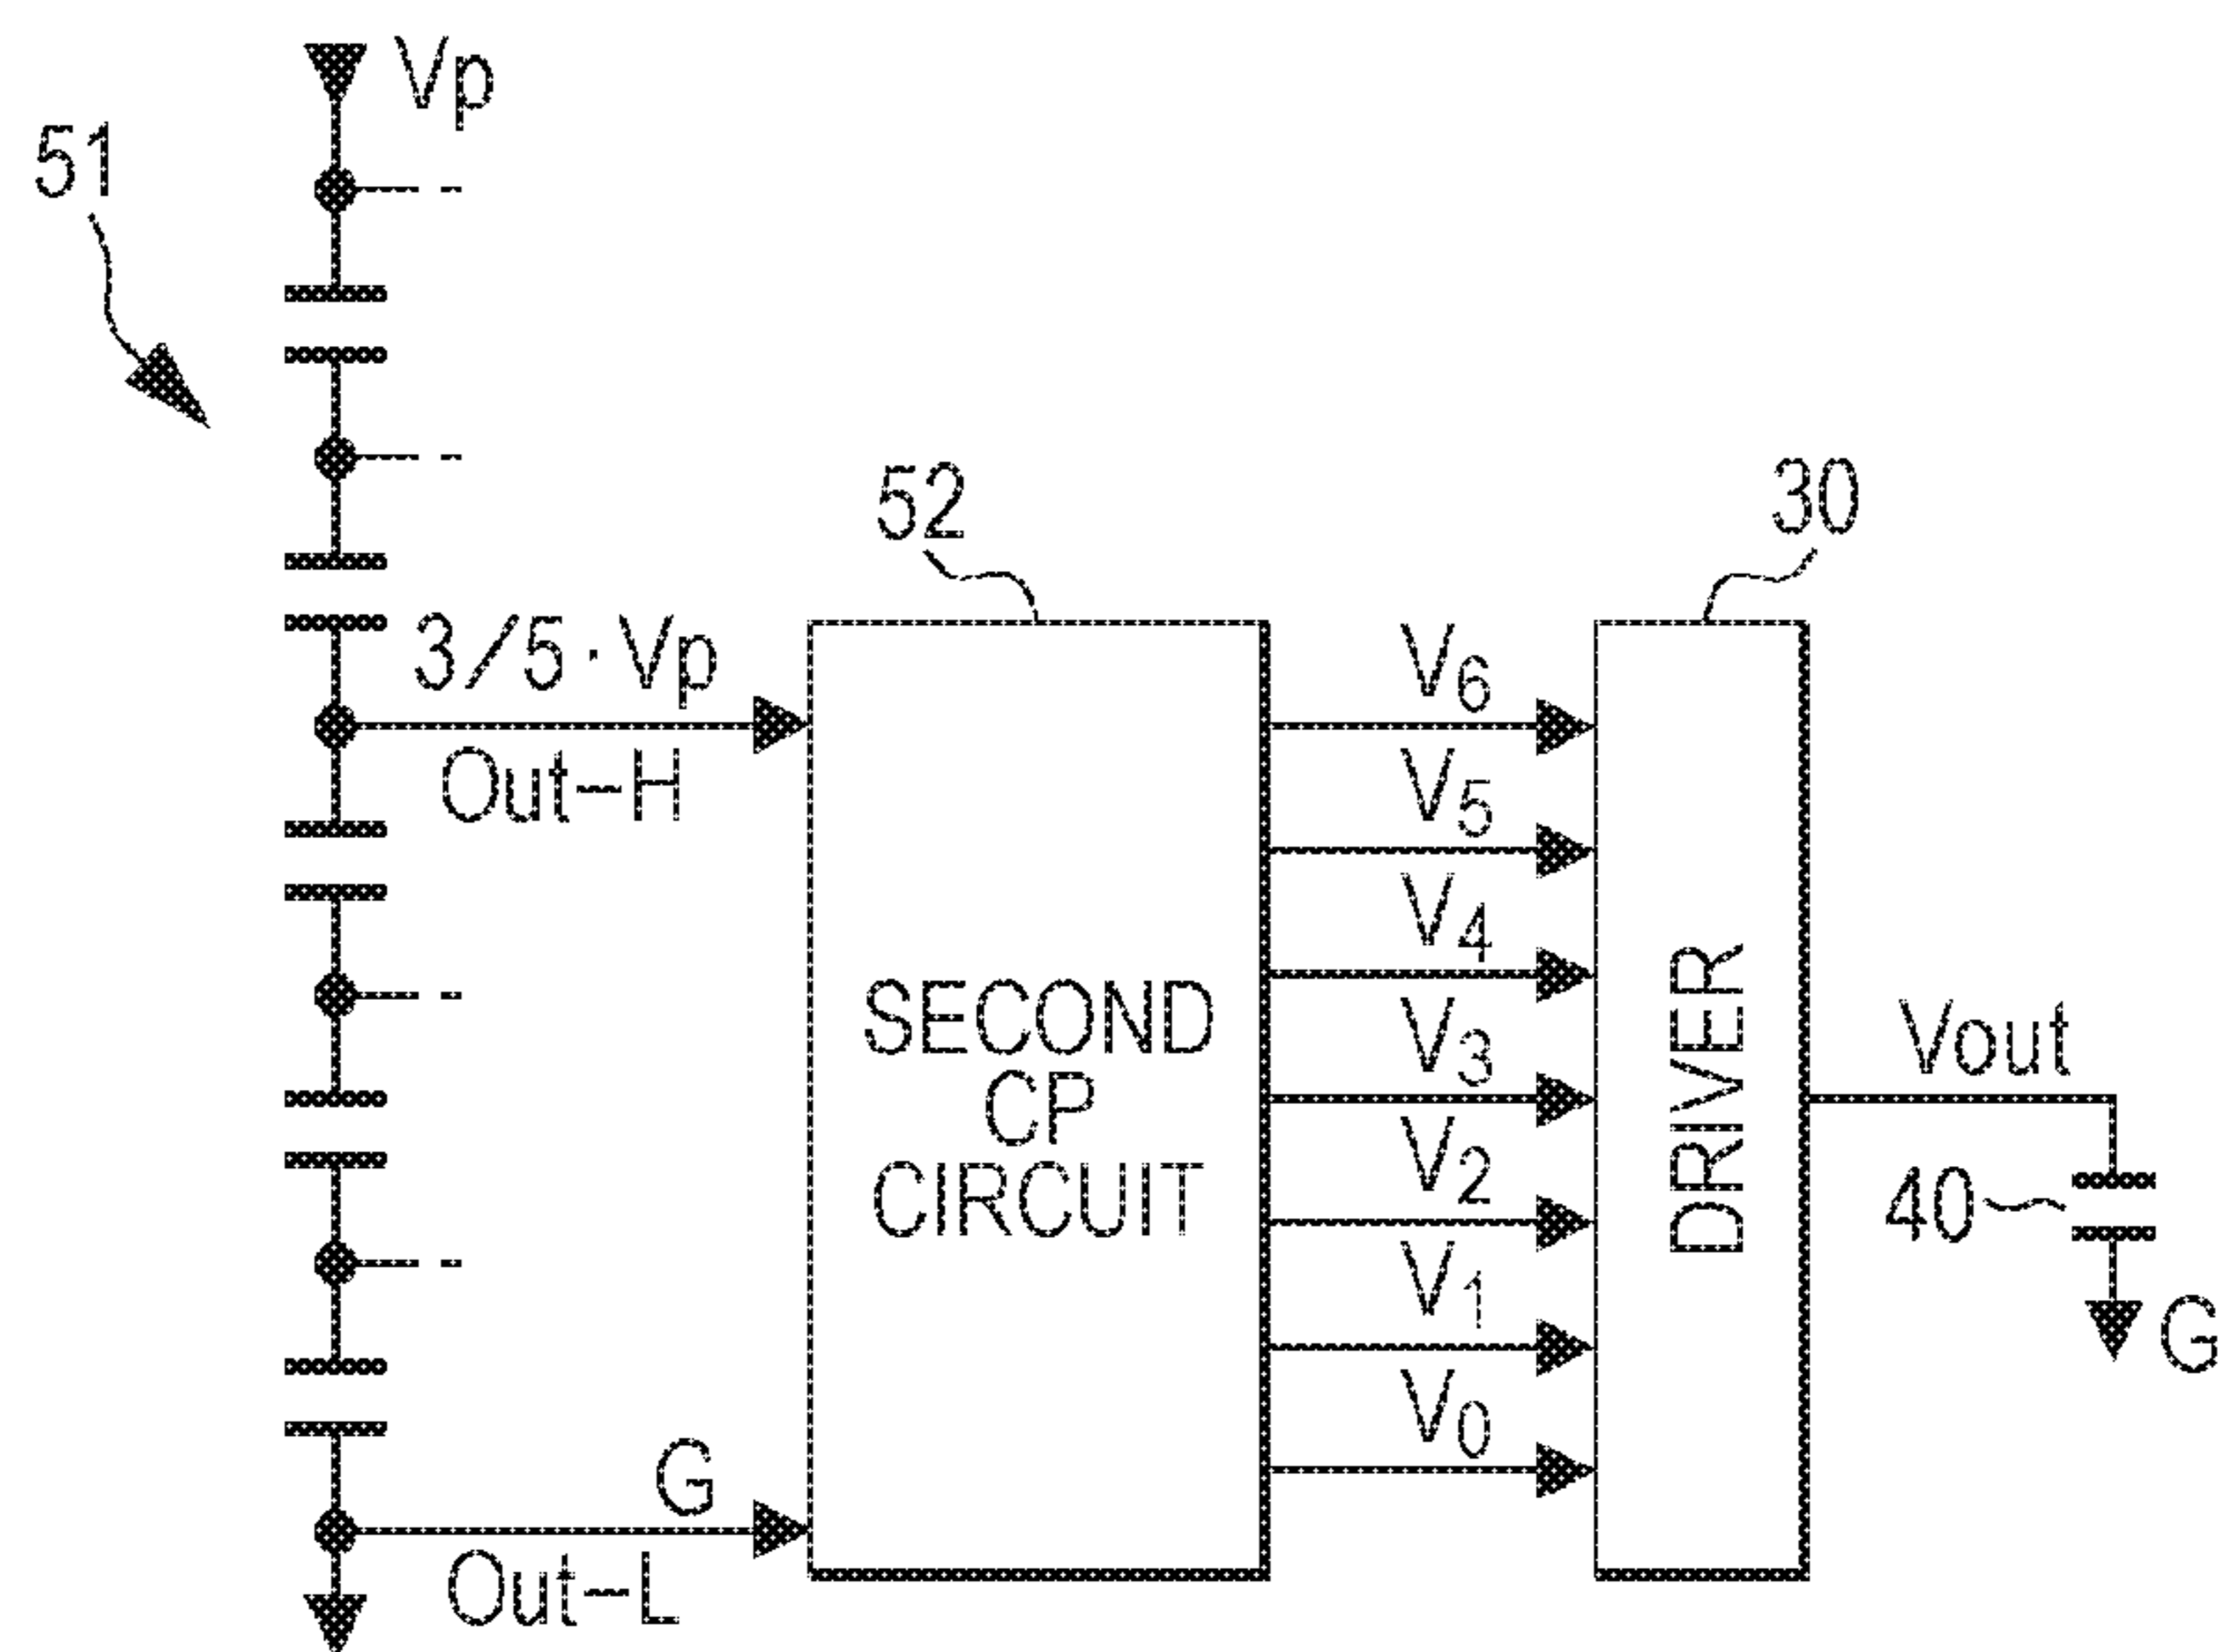 Vp
51
52
30
3/5·Vp
Out-H
V6
V5
V4
V3
V2
V1
V0
SECOND
CP
CIRCUIT
DRIVER
Vout
40
G
G
Out-L